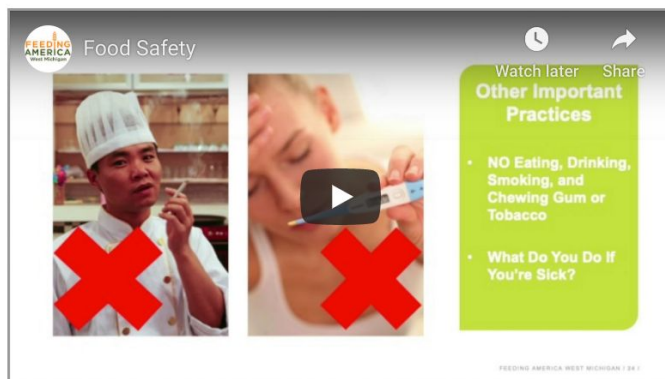 FEEDING
AMERICA
West Michigan
Food Safety
Watch later
Share
Other Important
Practices
• NO Eating, Drinking,
Smoking, and
Chewing Gum or
Tobacco
• What Do You Do If
You're Sick?
FEEDING AMERICA WEST MICHIGAN / 24 /